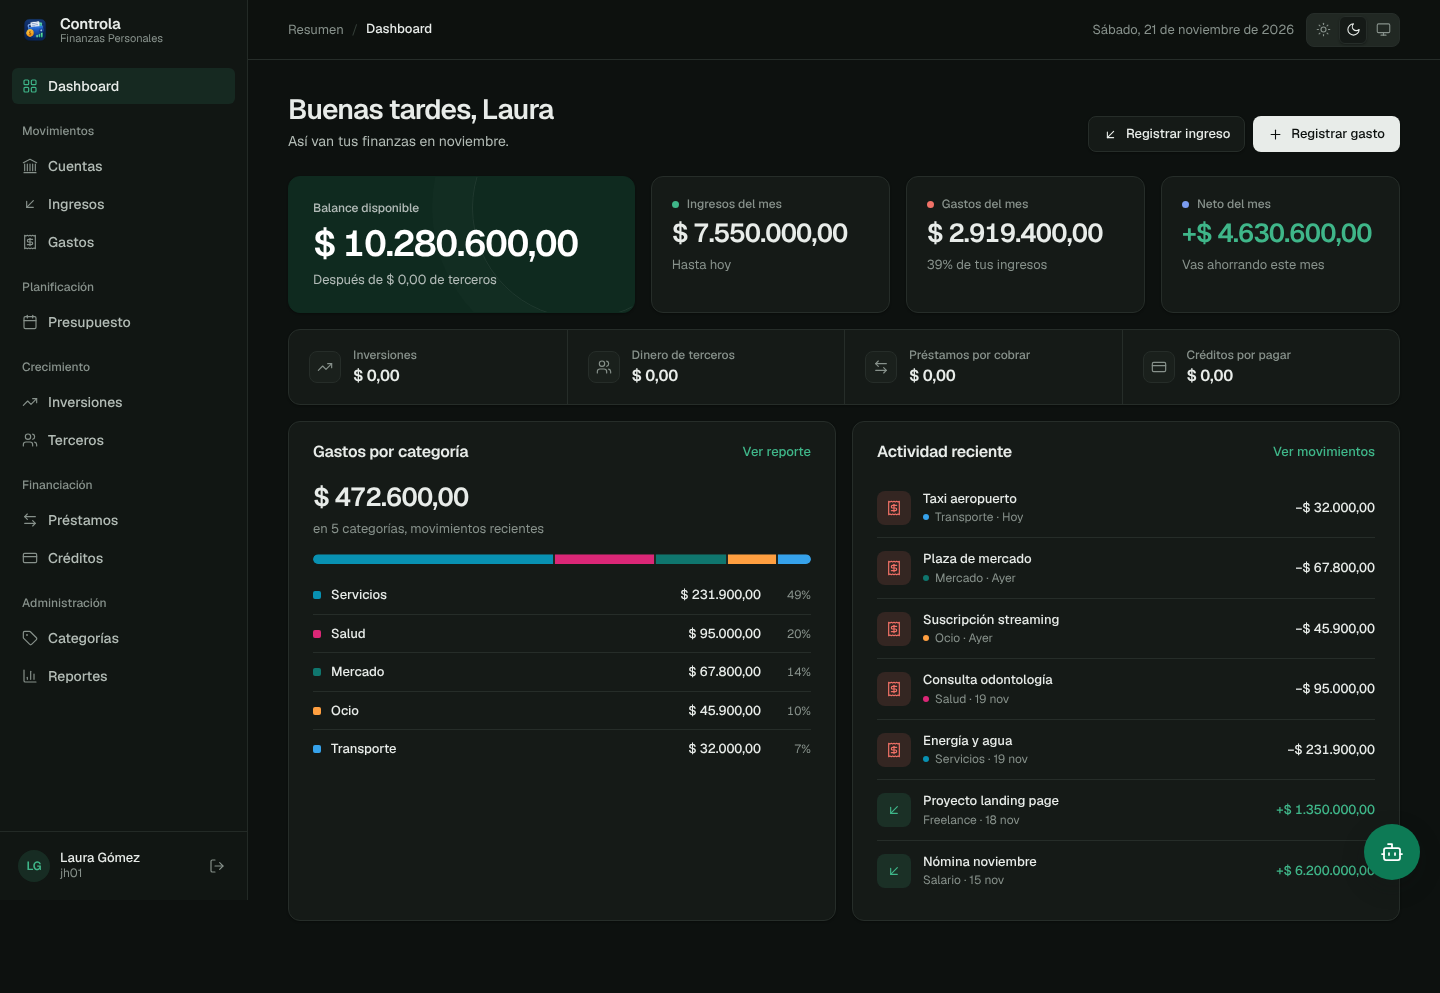 Controla
Finanzas Personales
Dashboard
Movimientos
Cuentas
Ingresos
Gastos
Planificación
Presupuesto
Crecimiento
Inversiones
Terceros
Financiación
Préstamos
Créditos
Administración
Categorías
Reportes
LG
Laura Gómez
jh01
Resumen / Dashboard
Sábado, 21 de noviembre de 2026
Buenas tardes, Laura
Así van tus finanzas en noviembre.
Registrar ingreso
Registrar gasto
Balance disponible
$ 10.280.600,00
Después de $ 0,00 de terceros
Ingresos del mes
$ 7.550.000,00
Hasta hoy
Gastos del mes
$ 2.919.400,00
39% de tus ingresos
Neto del mes
+$ 4.630.600,00
Vas ahorrando este mes
Inversiones
$ 0,00
Dinero de terceros
$ 0,00
Préstamos por cobrar
$ 0,00
Créditos por pagar
$ 0,00
Gastos por categoría
Ver reporte
$ 472.600,00
en 5 categorías, movimientos recientes
Servicios $ 231.900,00 49%
Salud $ 95.000,00 20%
Mercado $ 67.800,00 14%
Ocio $ 45.900,00 10%
Transporte $ 32.000,00 7%
Actividad reciente
Ver movimientos
Taxi aeropuerto
Transporte · Hoy
−$ 32.000,00
Plaza de mercado
Mercado · Ayer
−$ 67.800,00
Suscripción streaming
Ocio · Ayer
−$ 45.900,00
Consulta odontología
Salud · 19 nov
−$ 95.000,00
Energía y agua
Servicios · 19 nov
−$ 231.900,00
Proyecto landing page
Freelance · 18 nov
+$ 1.350.000,00
Nómina noviembre
Salario · 15 nov
+$ 6.200.000,00